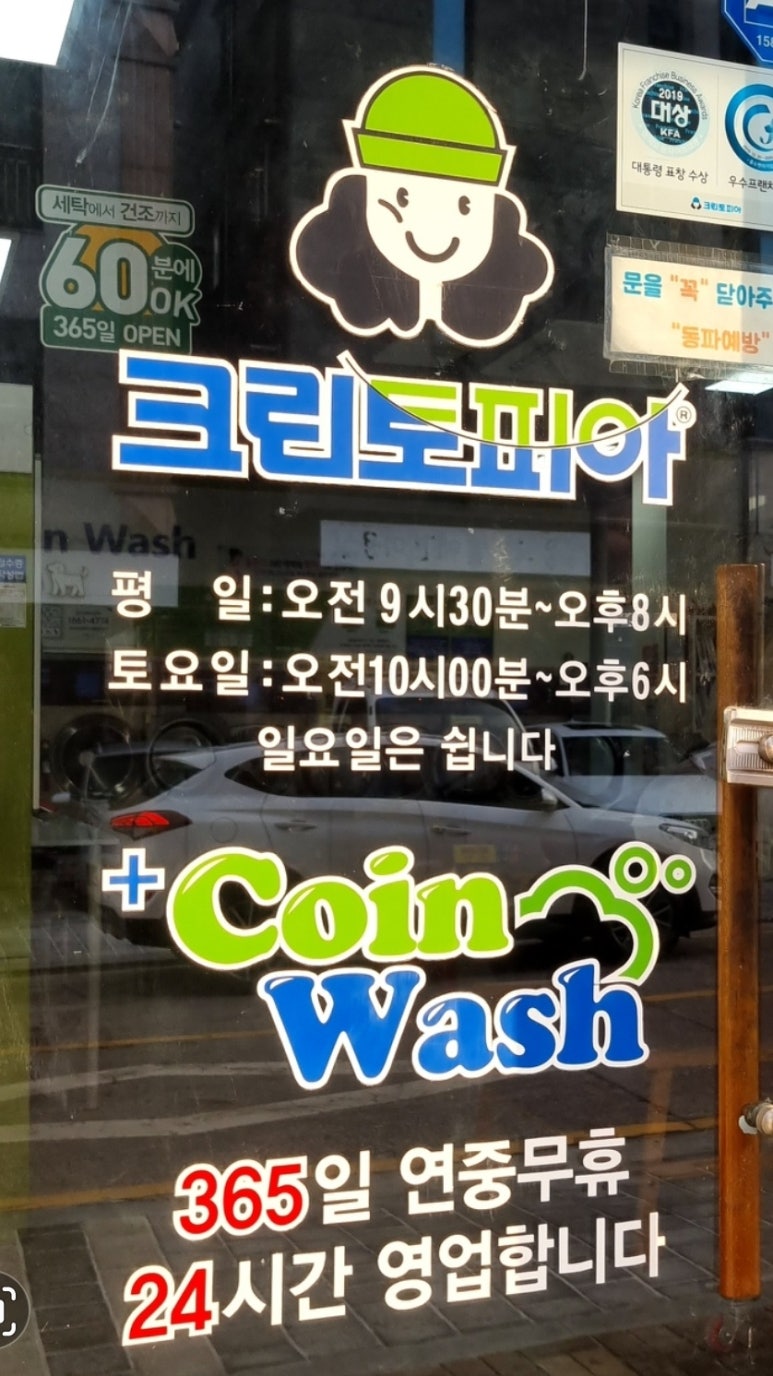 Korea Franchise Business Awards
2019
대상
KFA
대통령 표창 수상
크린토피아
세탁에서 건조까지
60분에
OK
365일 OPEN
문을 "꼭" 닫아주
"동파예방"
크린토피아®
n Wash
평 일:오전 9시30분~오후8시
토요일:오전10시00분~오후6시
일요일은 쉽니다
+Coin
Wash
365일 연중무휴
24시간 영업합니다